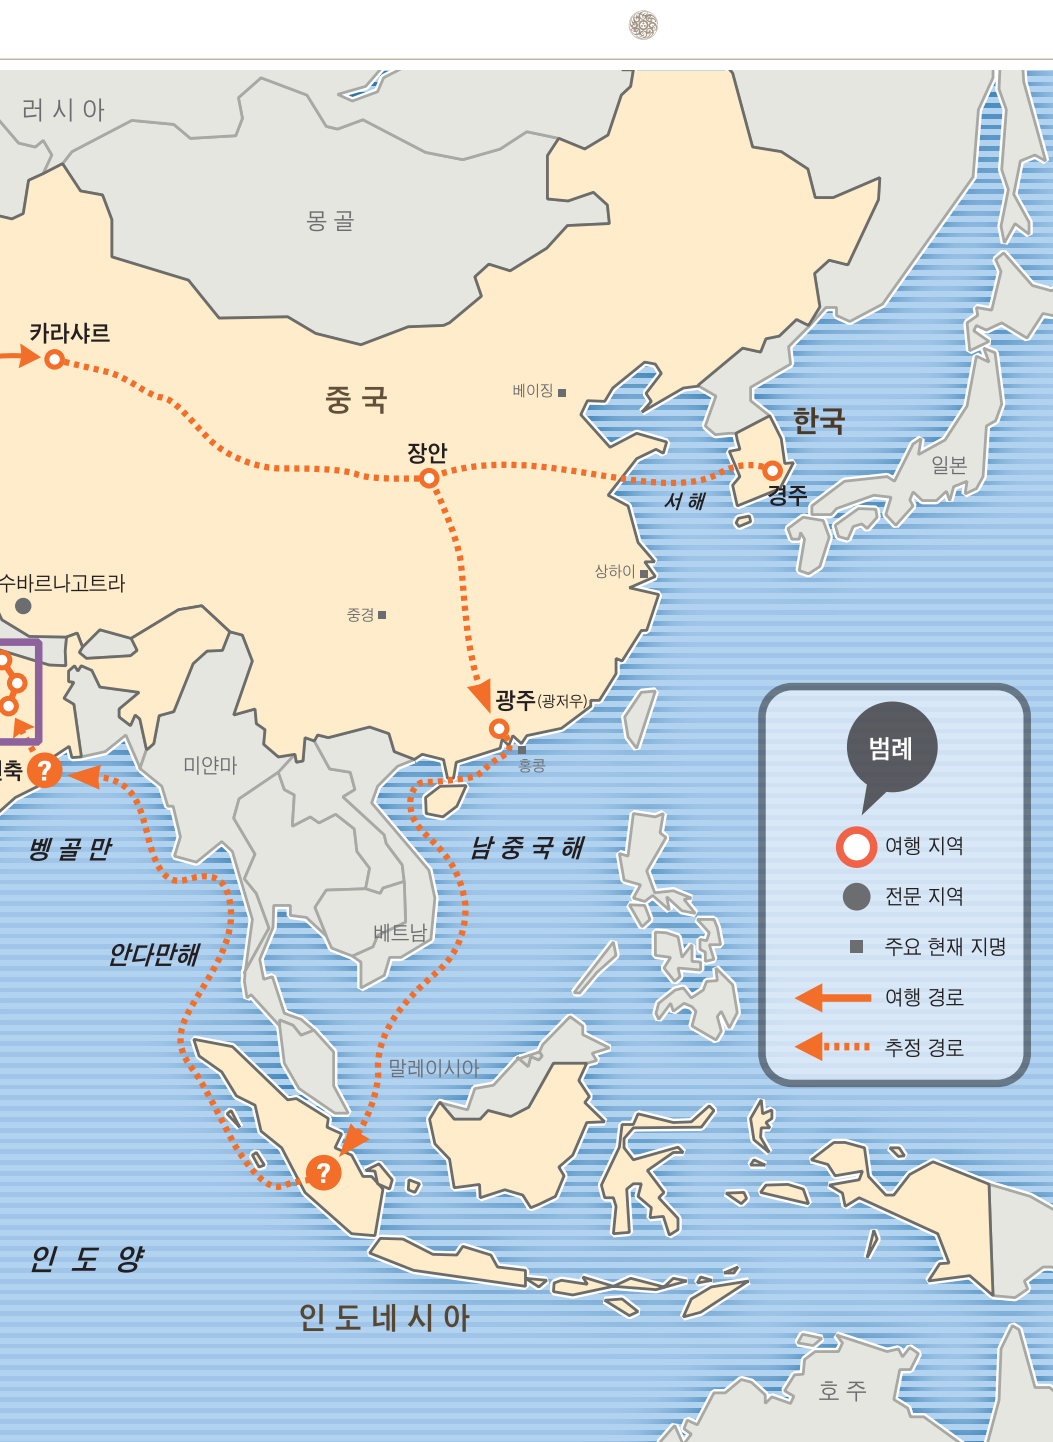 러시아
몽골
카라샤르
중국
베이징
한국
장안
일본
경주
서해
수바르나고트라
상하이
중경
광주(광저우)
미얀마
홍콩
범례
?
벵골만
남중국해
여행 지역
전문 지역
베트남
안다만해
주요 현재 지명
여행 경로
추정 경로
말레이시아
?
인도양
인도네시아
호주